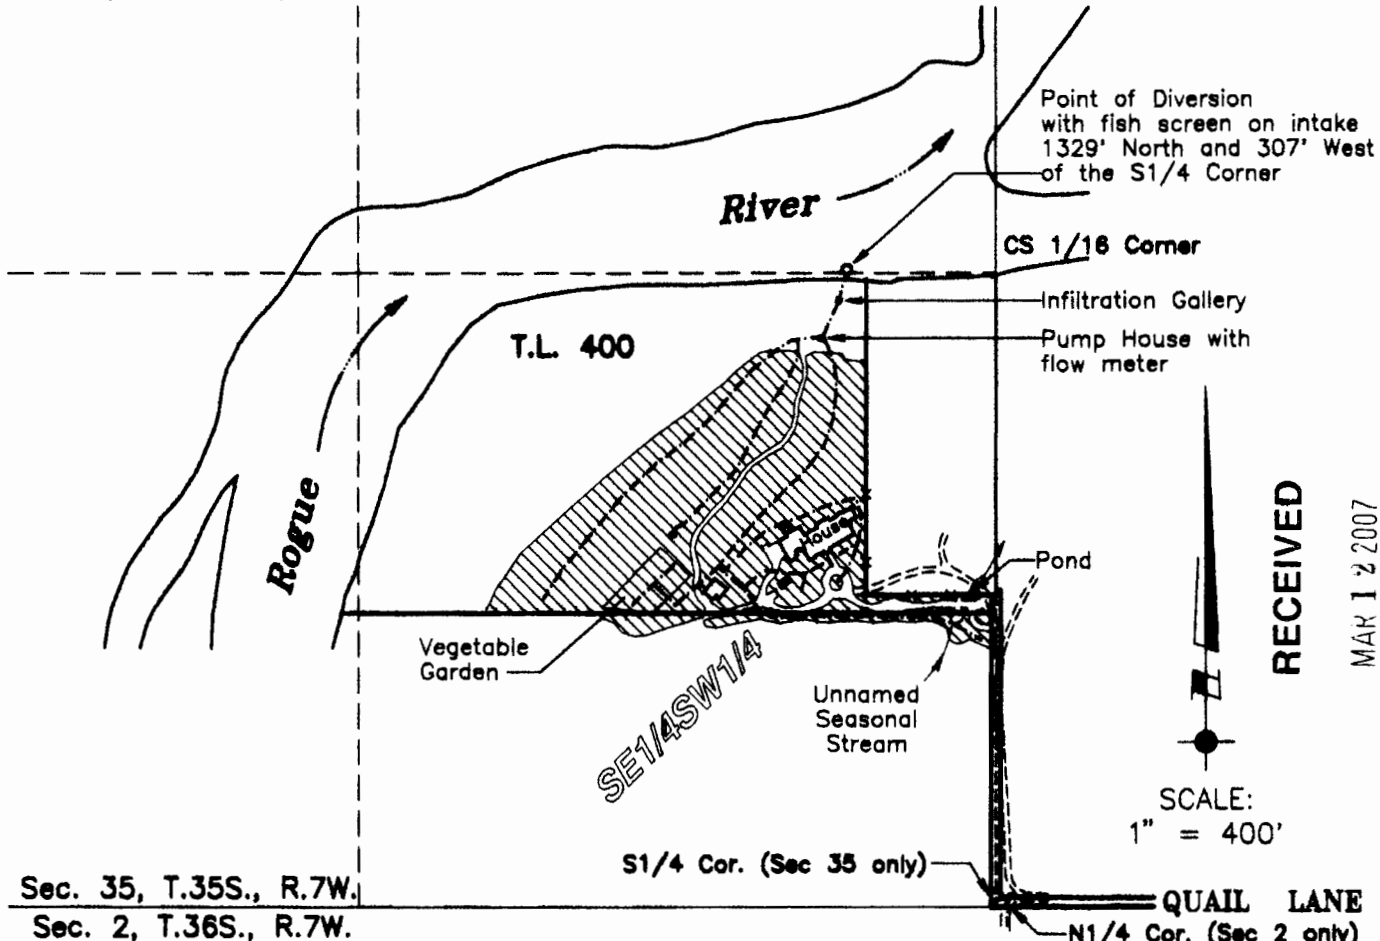 Point of Diversion
with fish screen on intake
1329' North and 307' West
of the S1/4 Corner
River
CS 1/16 Corner
Infiltration Gallery
T.L. 400
Pump House with
flow meter
Rogue
House
RECEIVED
MAR 12 2007
Pond
Vegetable
Garden
SE1/4SW1/4
Unnamed
Seasonal
Stream
SCALE:
1" = 400'
S1/4 Cor. (Sec 35 only)
Sec. 35, T.35S., R.7W.
QUAIL LANE
Sec. 2, T.36S., R.7W.
N1/4 Cor. (Sec 2 only)